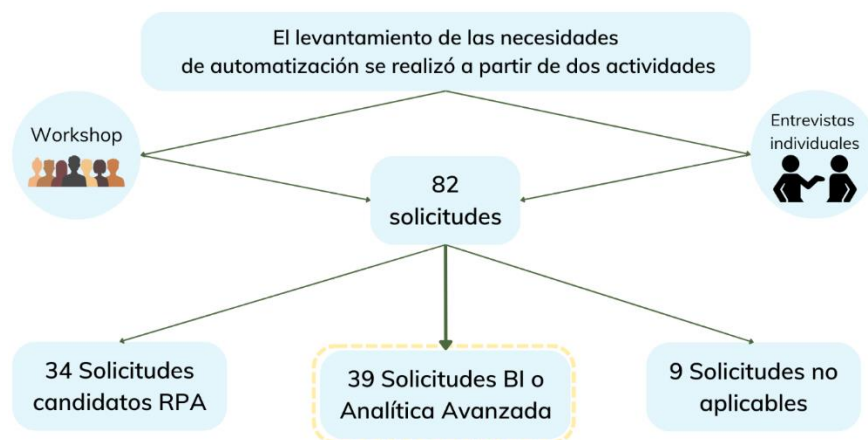 El levantamiento de las necesidades
de automatización se realizó a partir de dos actividades
Workshop
Entrevistas
individuales
82
solicitudes
34 Solicitudes
candidatos RPA
39 Solicitudes BI o
Analítica Avanzada
9 Solicitudes no
aplicables